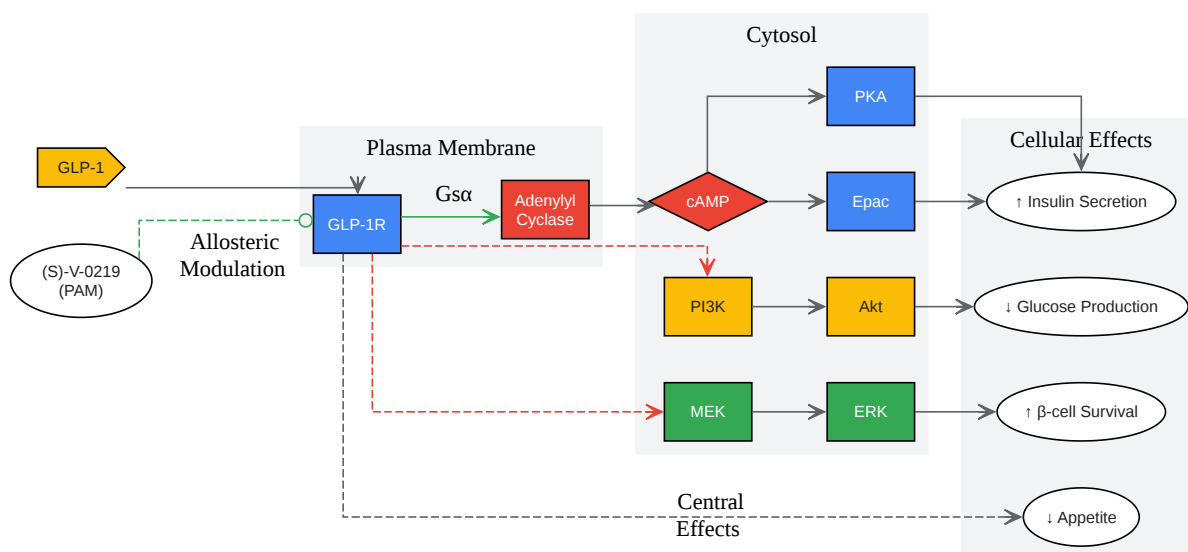 Cytosol
PKA
Cellular Effects
Plasma Membrane
GLP-1
Gsα
Adenylyl
Cyclase
cAMP
Epac
↑ Insulin Secretion
GLP-1R
Allosteric
Modulation
(S)-V-0219
(PAM)
PI3K
Akt
↓ Glucose Production
MEK
ERK
↑ β-cell Survival
Central
Effects
↓ Appetite